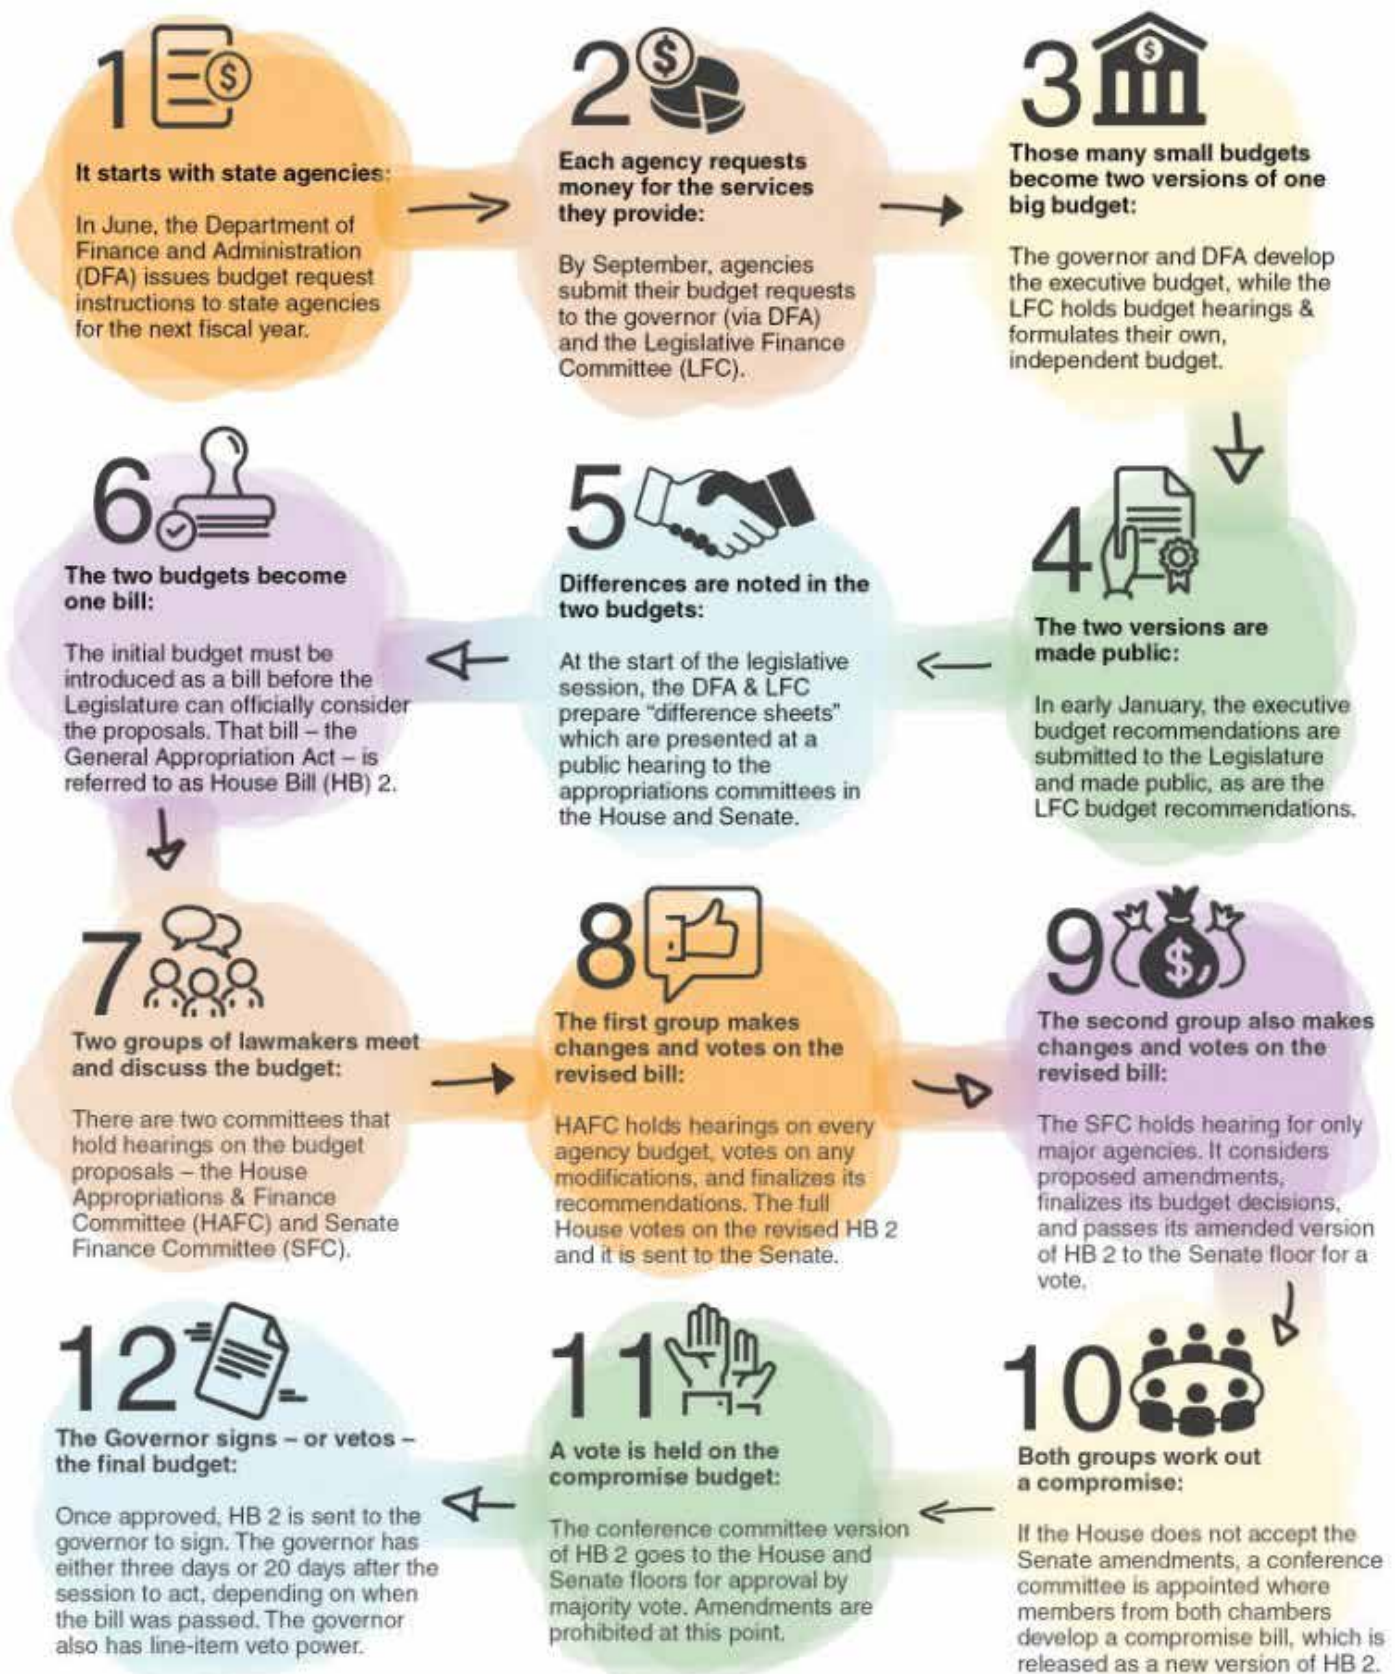 1
It starts with state agencies:
In June, the Department of
Finance and Administration
(DFA) issues budget request
instructions to state agencies
for the next fiscal year.
2
Each agency requests
money for the services
they provide:
By September, agencies
submit their budget requests
to the governor (via DFA)
and the Legislative Finance
Committee (LFC).
3
Those many small budgets
become two versions of one
big budget:
The governor and DFA develop
the executive budget, while the
LFC holds budget hearings &
formulates their own,
independent budget.
4
The two versions are
made public:
In early January, the executive
budget recommendations are
submitted to the Legislature
and made public, as are the
LFC budget recommendations.
5
Differences are noted in the
two budgets:
At the start of the legislative
session, the DFA & LFC
prepare “difference sheets”
which are presented at a
public hearing to the
appropriations committees in
the House and Senate.
6
The two budgets become
one bill:
The initial budget must be
introduced as a bill before the
Legislature can officially consider
the proposals. That bill – the
General Appropriation Act – is
referred to as House Bill (HB) 2.
7
Two groups of lawmakers meet
and discuss the budget:
There are two committees that
hold hearings on the budget
proposals – the House
Appropriations & Finance
Committee (HAFC) and Senate
Finance Committee (SFC).
8
The first group makes
changes and votes on the
revised bill:
HAFC holds hearings on every
agency budget, votes on any
modifications, and finalizes its
recommendations. The full
House votes on the revised HB 2
and it is sent to the Senate.
9
The second group also makes
changes and votes on the
revised bill:
The SFC holds hearing for only
major agencies. It considers
proposed amendments,
finalizes its budget decisions,
and passes its amended version
of HB 2 to the Senate floor for a
vote.
10
Both groups work out
a compromise:
If the House does not accept the
Senate amendments, a conference
committee is appointed where
members from both chambers
develop a compromise bill, which is
released as a new version of HB 2.
11
A vote is held on the
compromise budget:
The conference committee version
of HB 2 goes to the House and
Senate floors for approval by
majority vote. Amendments are
prohibited at this point.
12
The Governor signs – or vetos –
the final budget:
Once approved, HB 2 is sent to the
governor to sign. The governor has
either three days or 20 days after the
session to act, depending on when
the bill was passed. The governor
also has line-item veto power.